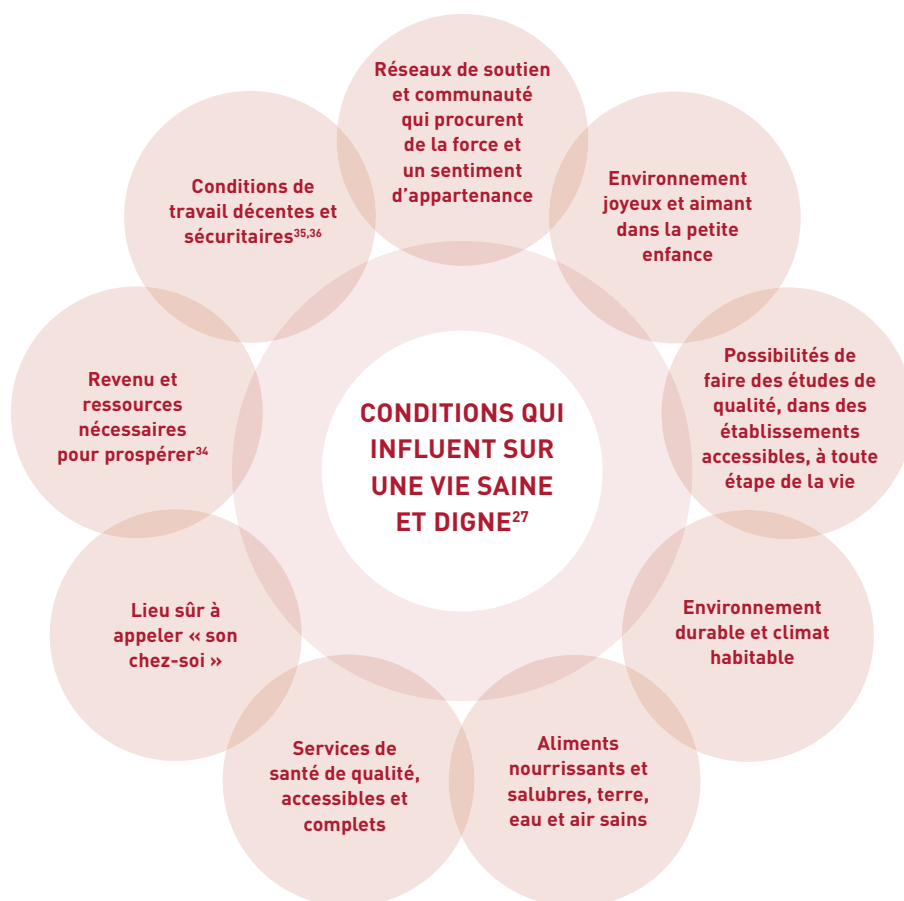 Réseaux de soutien
et communauté
qui procurent
de la force et
un sentiment
d’appartenance
Environnement
joyeux et aimant
dans la petite
enfance
Possibilités de
faire des études de
qualité, dans des
établissements
accessibles, à toute
étape de la vie
Environnement
durable et climat
habitable
Aliments
nourrissants et
salubres, terre,
eau et air sains
Services de
santé de qualité,
accessibles et
complets
Lieu sûr à
appeler « son
chez-soi »
Revenu et
ressources
nécessaires
pour prospérer³⁴
Conditions de
travail décentes et
sécuritaires³⁵,³⁶
CONDITIONS QUI
INFLUENT SUR
UNE VIE SAINE
ET DIGNE²⁷